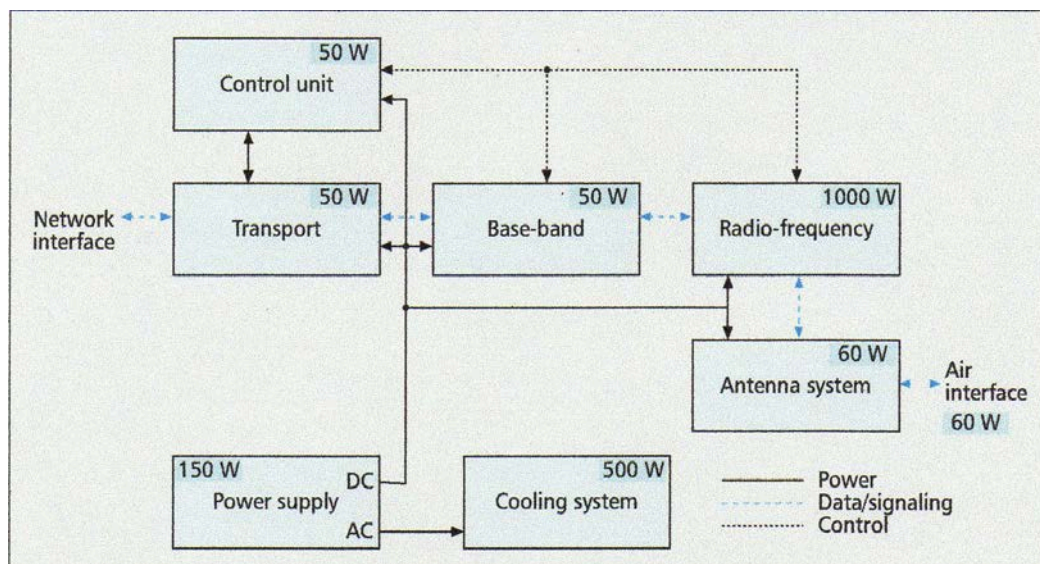 50 W
Control unit
50 W
Transport
50 W
Base-band
1000 W
Radio-frequency
Network
interface
60 W
Antenna system
Air
interface
60 W
150 W
DC
Power supply
AC
500 W
Cooling system
Power
Data/signaling
Control